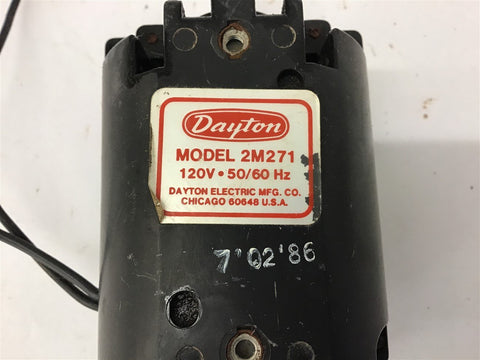 Dayton
MODEL 2M271
120V • 50/60 Hz
DAYTON ELECTRIC MFG. CO.
CHICAGO 60648 U.S.A.
7'02'86